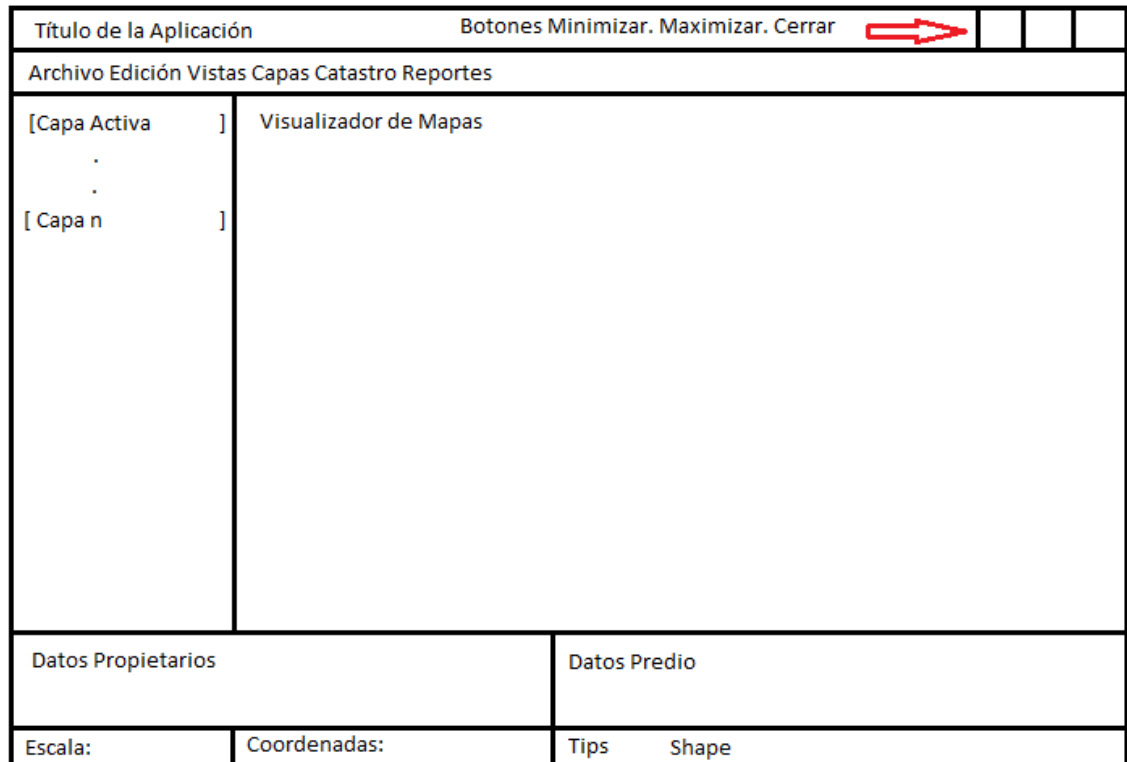 Título de la Aplicación Botones Minimizar. Maximizar. Cerrar
Archivo Edición Vistas Capas Catastro Reportes
[Capa Activa ] Visualizador de Mapas
.
.
[ Capa n ]
Datos Propietarios Datos Predio
Escala: Coordenadas: Tips Shape